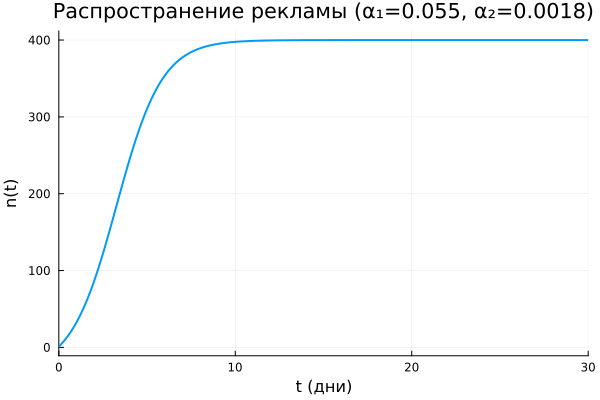 Распространение рекламы (α₁=0.055, α₂=0.0018)
400
300
200
100
0
n(t)
0 10 20 30
t (дни)